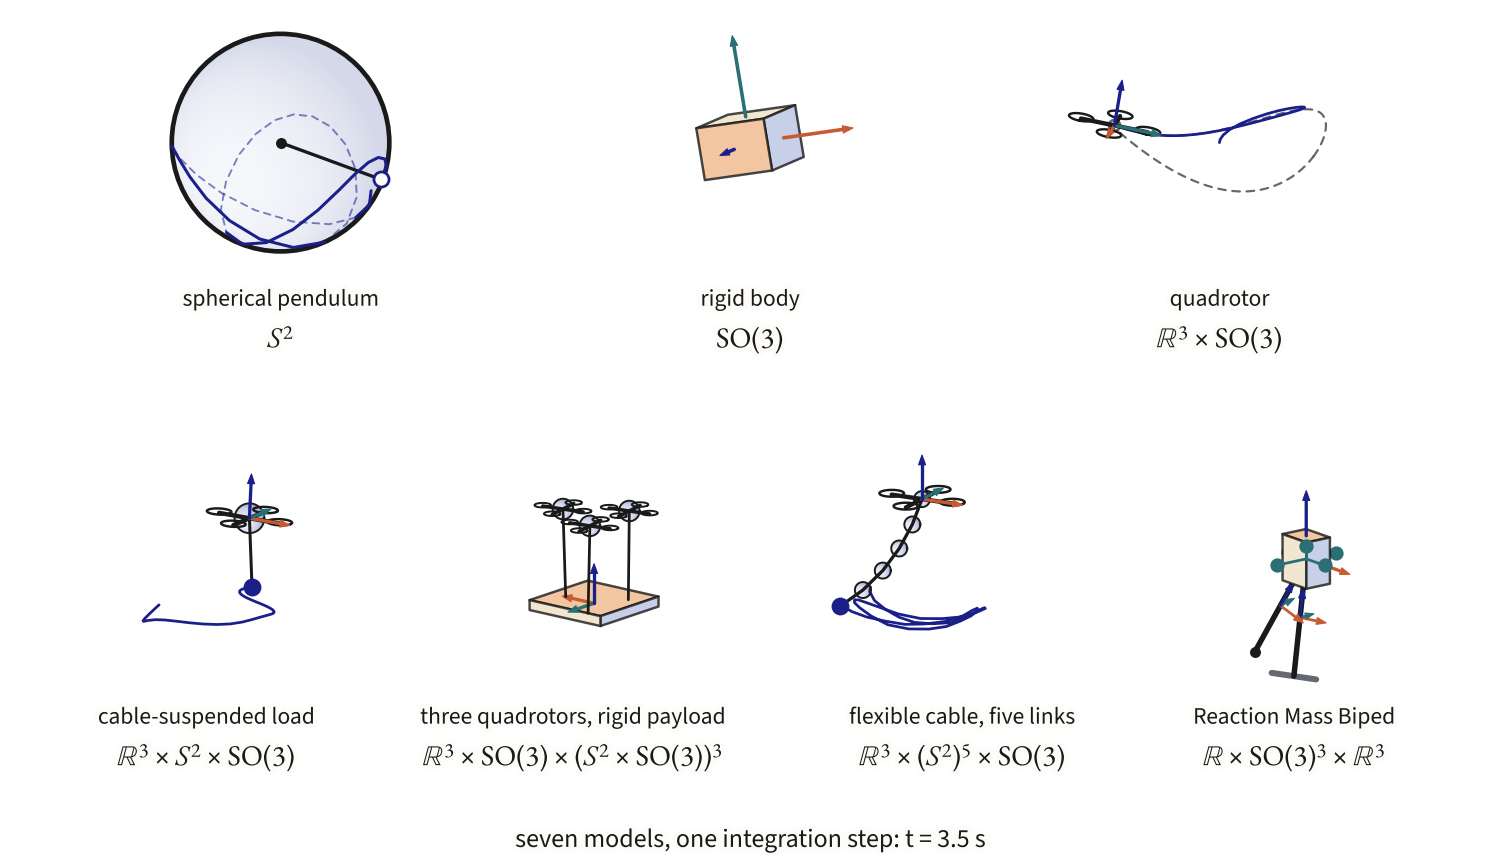 spherical pendulum
S²
rigid body
SO(3)
quadrotor
ℝ³ × SO(3)
cable-suspended load
ℝ³ × S² × SO(3)
three quadrotors, rigid payload
ℝ³ × SO(3) × (S² × SO(3))³
flexible cable, five links
ℝ³ × (S²)⁵ × SO(3)
Reaction Mass Biped
ℝ × SO(3)³ × ℝ³
seven models, one integration step: t = 3.5 s